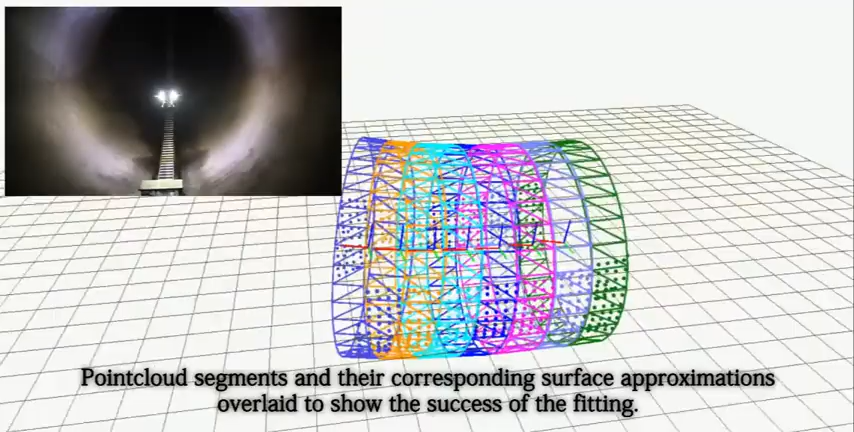 Pointcloud segments and their corresponding surface approximations
overlaid to show the success of the fitting.